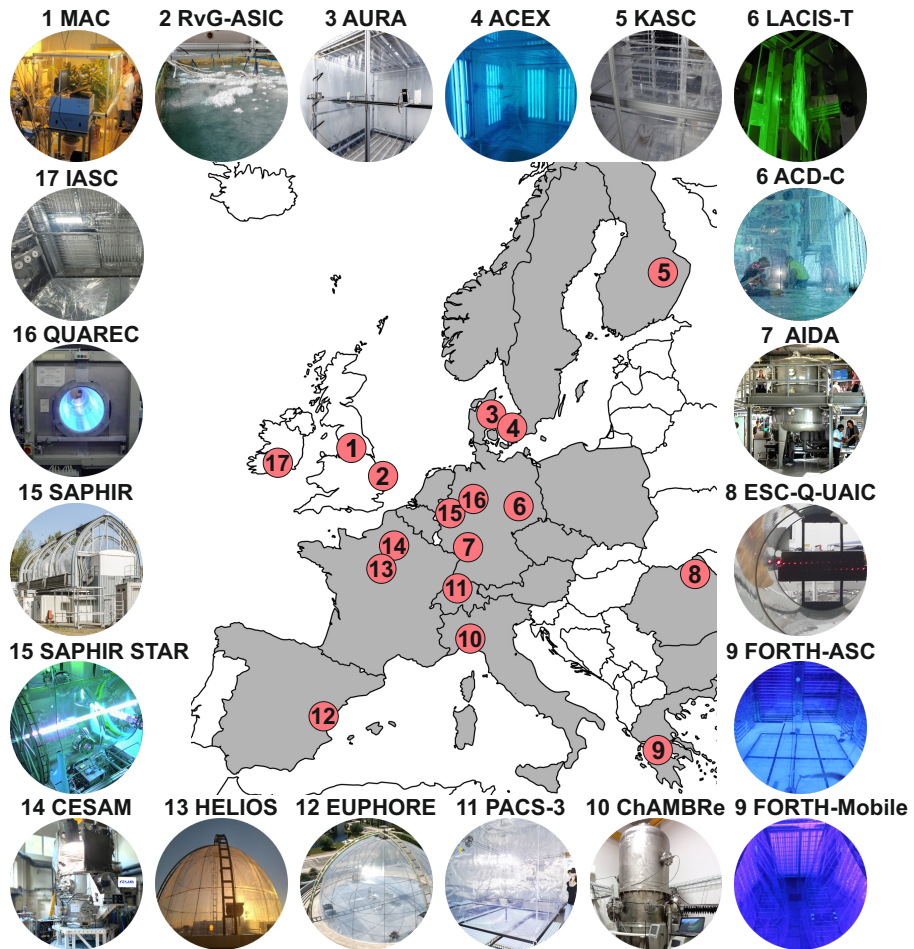 1 MAC
2 RvG-ASIC
3 AURA
4 ACEX
5 KASC
6 LACIS-T
17 IASC
6 ACD-C
16 QUAREC
7 AIDA
15 SAPHIR
8 ESC-Q-UAIC
15 SAPHIR STAR
9 FORTH-ASC
14 CESAM
13 HELIOS
12 EUPHORE
11 PACS-3
10 ChAMBRe
9 FORTH-Mobile
5
3
4
1
17
2
16
15
6
14
7
13
8
11
10
12
9